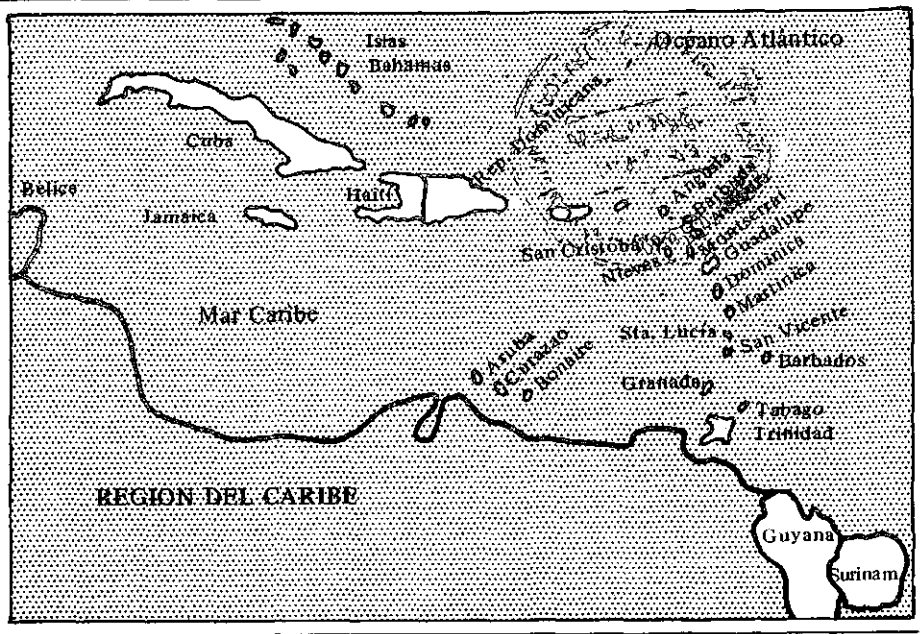 Islas
Bahamas
Océano Atlántico
Rep. Dominicana
Cuba
Belice
Haití
Jamaica
Anguila
San Cristóbal
Nieves
Montserrat
Guadalupe
Dominica
Martinica
Mar Caribe
Sta. Lucía
San Vicente
Barbados
Aruba
Curazao
Bonaire
Granada
Tabago
Trinidad
REGION DEL CARIBE
Guyana
Surinam